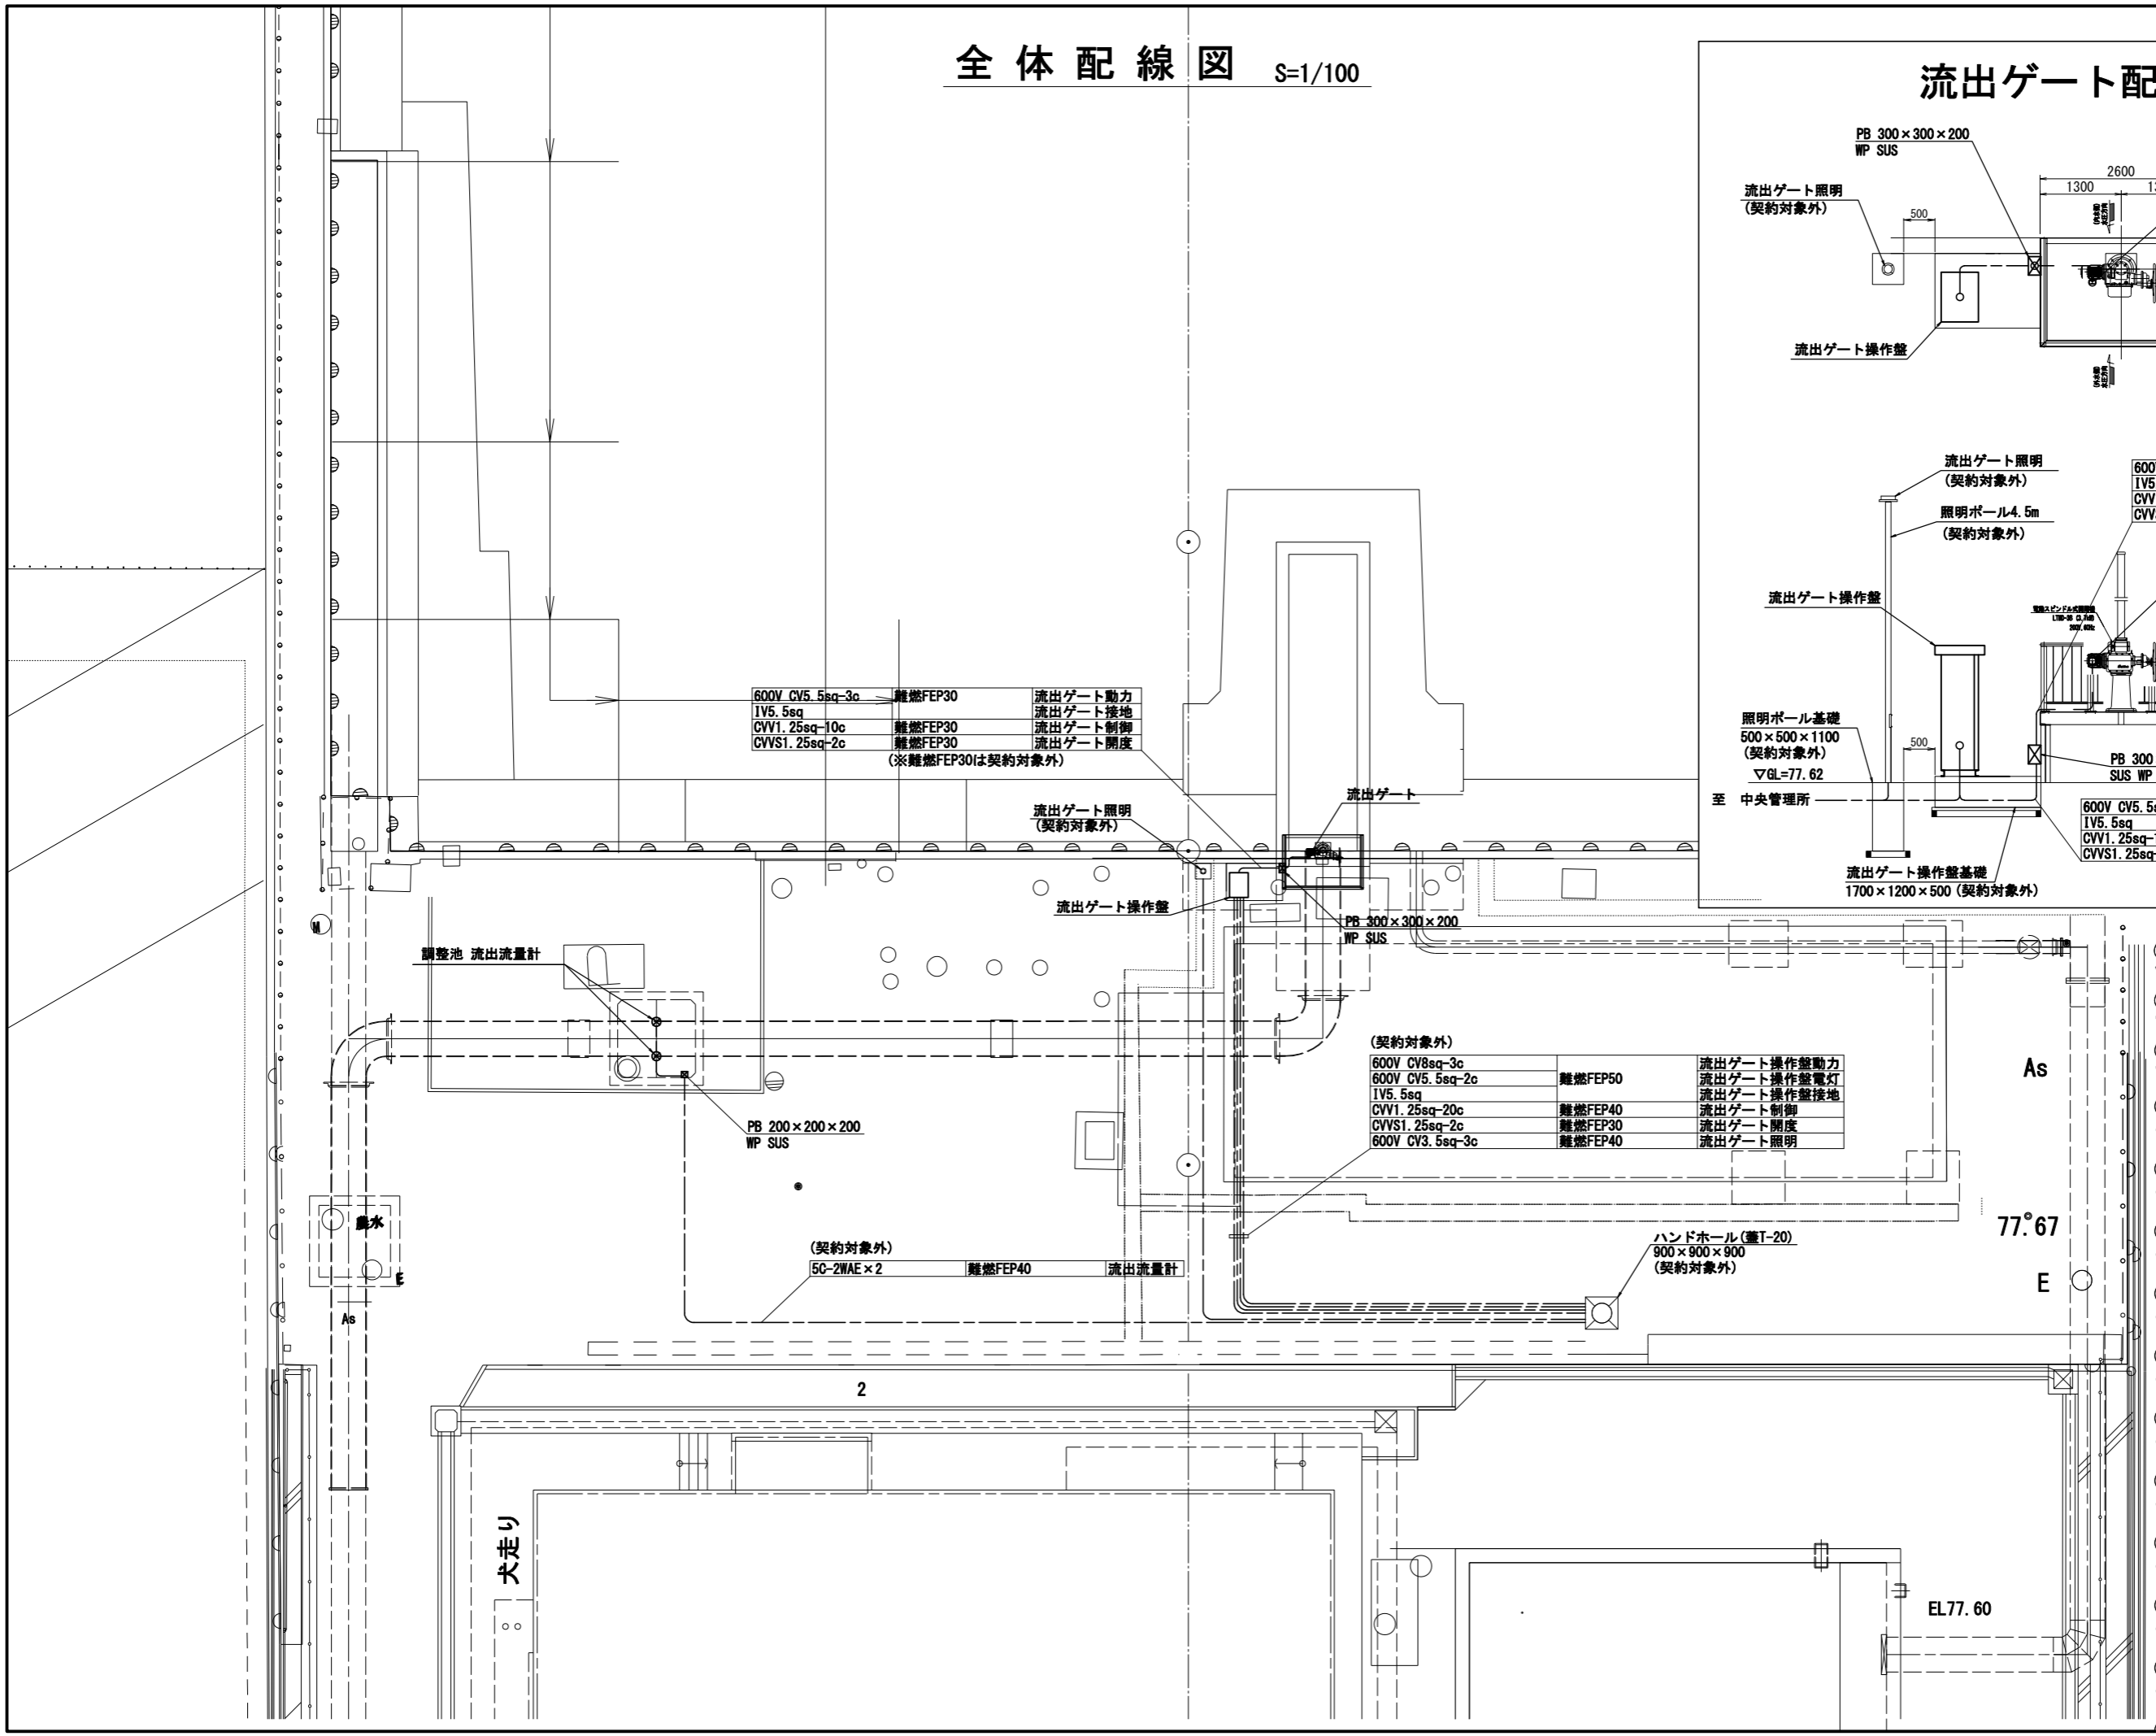 全体配線図 S=1/100
流出ゲート配
PB 300×300×200
WP SUS
流出ゲート照明
(契約対象外)
2600
1300
500
流出ゲート操作盤
流出ゲート照明
(契約対象外)
照明ポール4.5m
(契約対象外)
流出ゲート操作盤
照明ポール基礎
500×500×1100
(契約対象外)
500
▽GL=77.62
至 中央管理所
PB 300
SUS WP
600V CV5.5s
IV5.5sq
CVV1.25sq-1
CVVS1.25sq-
流出ゲート操作盤基礎
1700×1200×500(契約対象外)
600V CV5.5sq-3c 難燃FEP30 流出ゲート動力
IV5.5sq 流出ゲート接地
CVV1.25sq-10c 難燃FEP30 流出ゲート制御
CVVS1.25sq-2c 難燃FEP30 流出ゲート開度
(※難燃FEP30は契約対象外)
流出ゲート照明
(契約対象外)
流出ゲート
流出ゲート操作盤
PB 300×300×200
WP SUS
M
調整池 流出流量計
PB 200×200×200
WP SUS
(契約対象外)
600V CV8sq-3c 流出ゲート操作盤動力
600V CV5.5sq-2c 難燃FEP50 流出ゲート操作盤電灯
IV5.5sq 流出ゲート操作盤接地
CVV1.25sq-20c 難燃FEP40 流出ゲート制御
CVVS1.25sq-2c 難燃FEP30 流出ゲート開度
600V CV3.5sq-3c 難燃FEP40 流出ゲート照明
As
農水
E
As
77.67
E
(契約対象外)
5C-2WAE×2 難燃FEP40 流出流量計
ハンドホール(蓋T-20)
900×900×900
(契約対象外)
2
犬走り
EL77.60